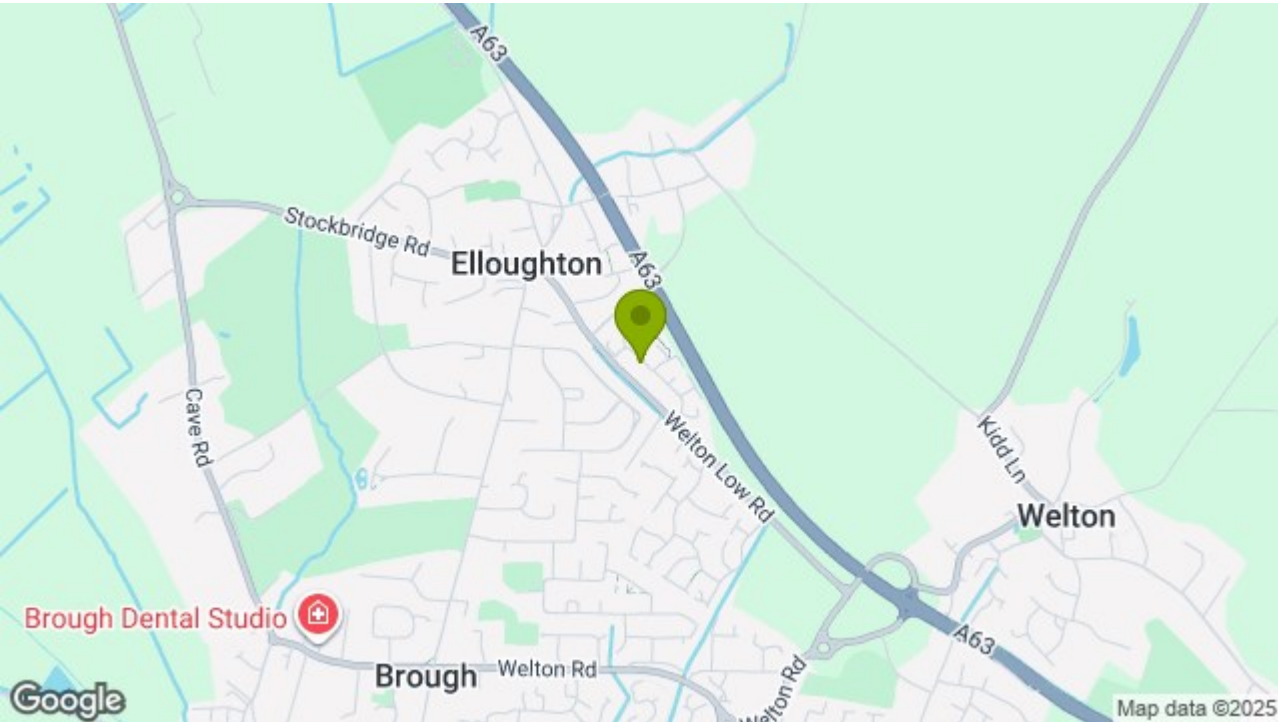 A63
Stockbridge Rd
Elloughton
A63
Cave Rd
Welton Low Rd
Kidd Ln
Welton
Brough Dental Studio
A63
Brough
Welton Rd
Welton Rd
Google
Map data ©2025